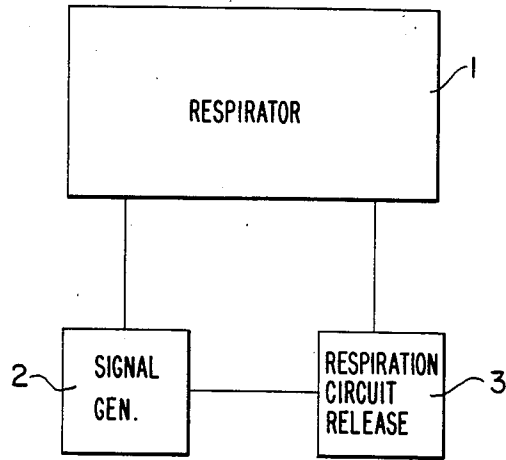 RESPIRATOR
1
2
SIGNAL
GEN.
RESPIRATION
CIRCUIT
RELEASE
3